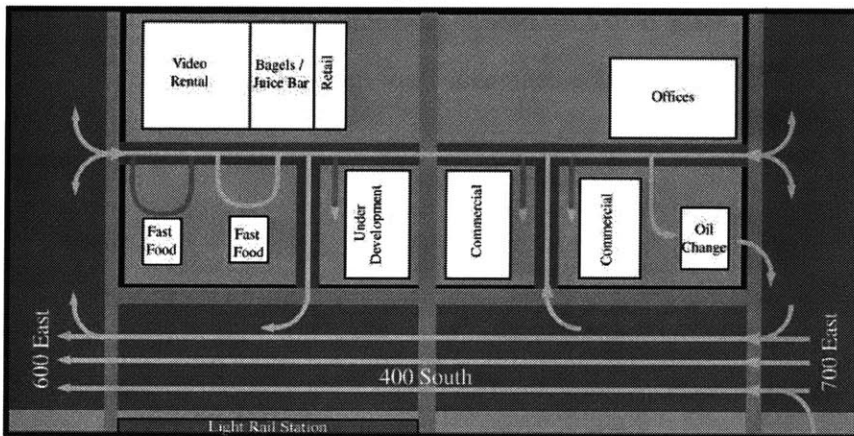 Video
Rental
Bagels /
Juice Bar
Retail
Offices
Fast
Food
Fast
Food
Under
Development
Commercial
Commercial
Oil
Change
600 East
400 South
700 East
Light Rail Station